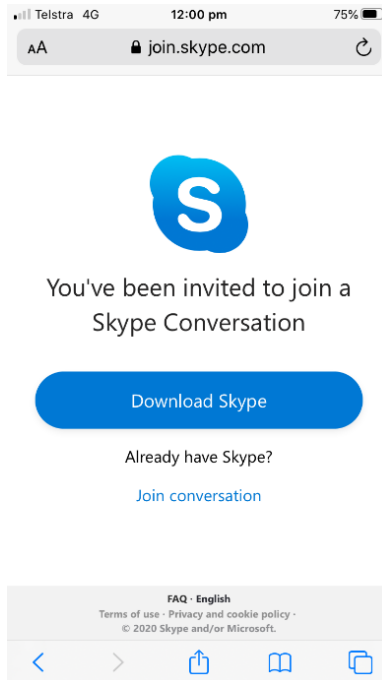 Telstra 4G 12:00 pm 75%
AA join.skype.com
S
You've been invited to join a
Skype Conversation
Download Skype
Already have Skype?
Join conversation
FAQ · English
Terms of use · Privacy and cookie policy ·
© 2020 Skype and/or Microsoft.